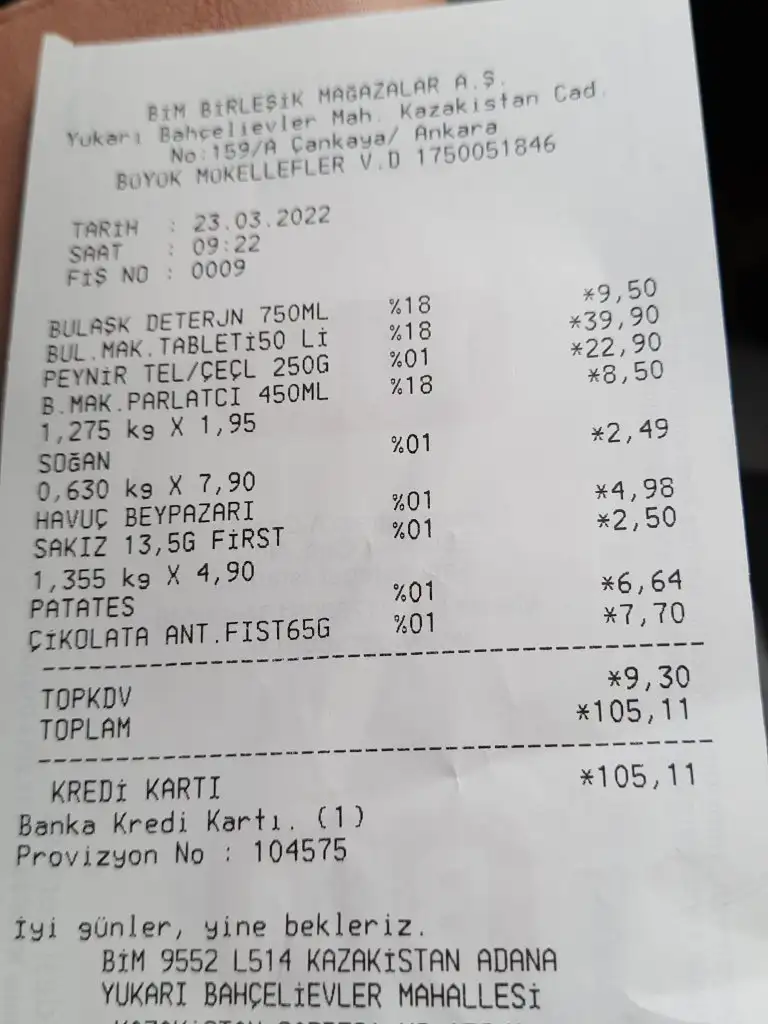 BİM BİRLEŞİK MAĞAZALAR A.Ş.
Yukarı Bahçelievler Mah. Kazakistan Cad.
No:159/A Çankaya/ Ankara
BÜYÜK MÜKELLEFLER V.D 1750051846
TARİH : 23.03.2022
SAAT : 09:22
FİŞ NO : 0009
BULAŞK DETERJN 750ML %18 *9,50
BUL.MAK.TABLETİ50 Lİ %18 *39,90
PEYNİR TEL/ÇEÇL 250G %01 *22,90
B.MAK.PARLATCI 450ML %18 *8,50
1,275 kg X 1,95
SOĞAN %01 *2,49
0,630 kg X 7,90
HAVUÇ BEYPAZARI %01 *4,98
SAKIZ 13,5G FİRST %01 *2,50
1,355 kg X 4,90
PATATES %01 *6,64
ÇİKOLATA ANT.FIST65G %01 *7,70
TOPKDV *9,30
TOPLAM *105,11
KREDİ KARTI *105,11
Banka Kredi Kartı. (1)
Provizyon No : 104575
İyi günler, yine bekleriz.
BİM 9552 L514 KAZAKİSTAN ADANA
YUKARI BAHÇELİEVLER MAHALLESİ